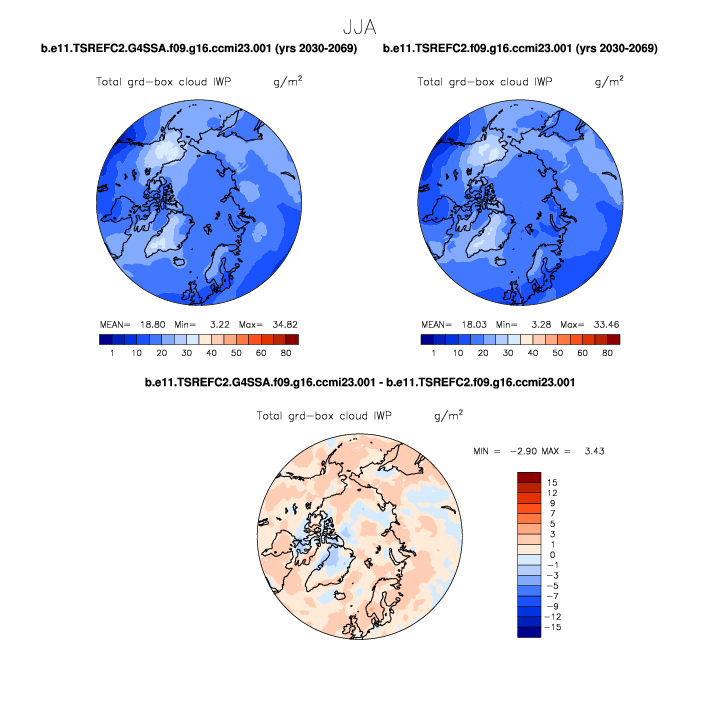 JJA
b.e11.TSREFC2.G4SSA.f09.g16.ccmi23.001 (yrs 2030-2069) b.e11.TSREFC2.f09.g16.ccmi23.001 (yrs 2030-2069)
Total grd-box cloud IWP g/m² Total grd-box cloud IWP g/m²
MEAN= 18.80 Min= 3.22 Max= 34.82 MEAN= 18.03 Min= 3.28 Max= 33.46
1 10 20 30 40 50 60 80 1 10 20 30 40 50 60 80
b.e11.TSREFC2.G4SSA.f09.g16.ccmi23.001 - b.e11.TSREFC2.f09.g16.ccmi23.001
Total grd-box cloud IWP g/m²
MIN = -2.90 MAX = 3.43
15
12
9
7
5
3
1
0
-1
-3
-5
-7
-9
-12
-15